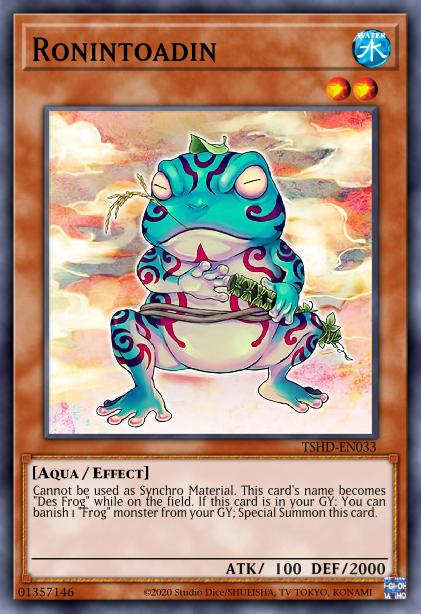 RONINTOADIN
WATER
水
TSHD-EN033
[AQUA / EFFECT]
Cannot be used as Synchro Material. This card's name becomes
"Des Frog" while on the field. If this card is in your GY: You can
banish 1 "Frog" monster from your GY; Special Summon this card.
ATK/ 100 DEF/2000
01357146
©2020 Studio Dice/SHUEISHA, TV TOKYO, KONAMI